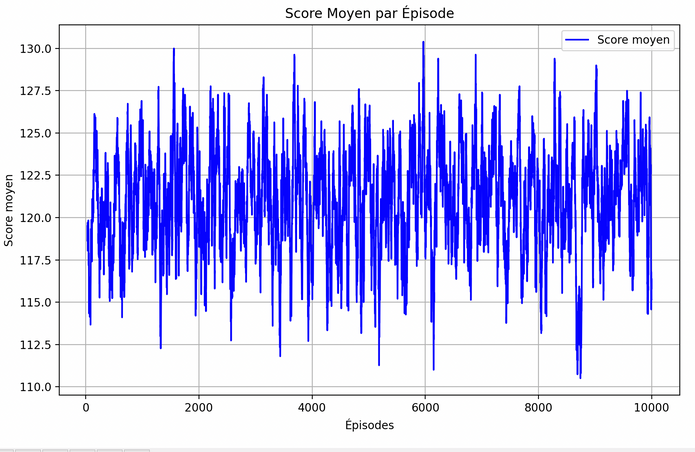 Score Moyen par Épisode
Score moyen
130.0
127.5
125.0
122.5
120.0
117.5
115.0
112.5
110.0
Score moyen
0 2000 4000 6000 8000 10000
Épisodes